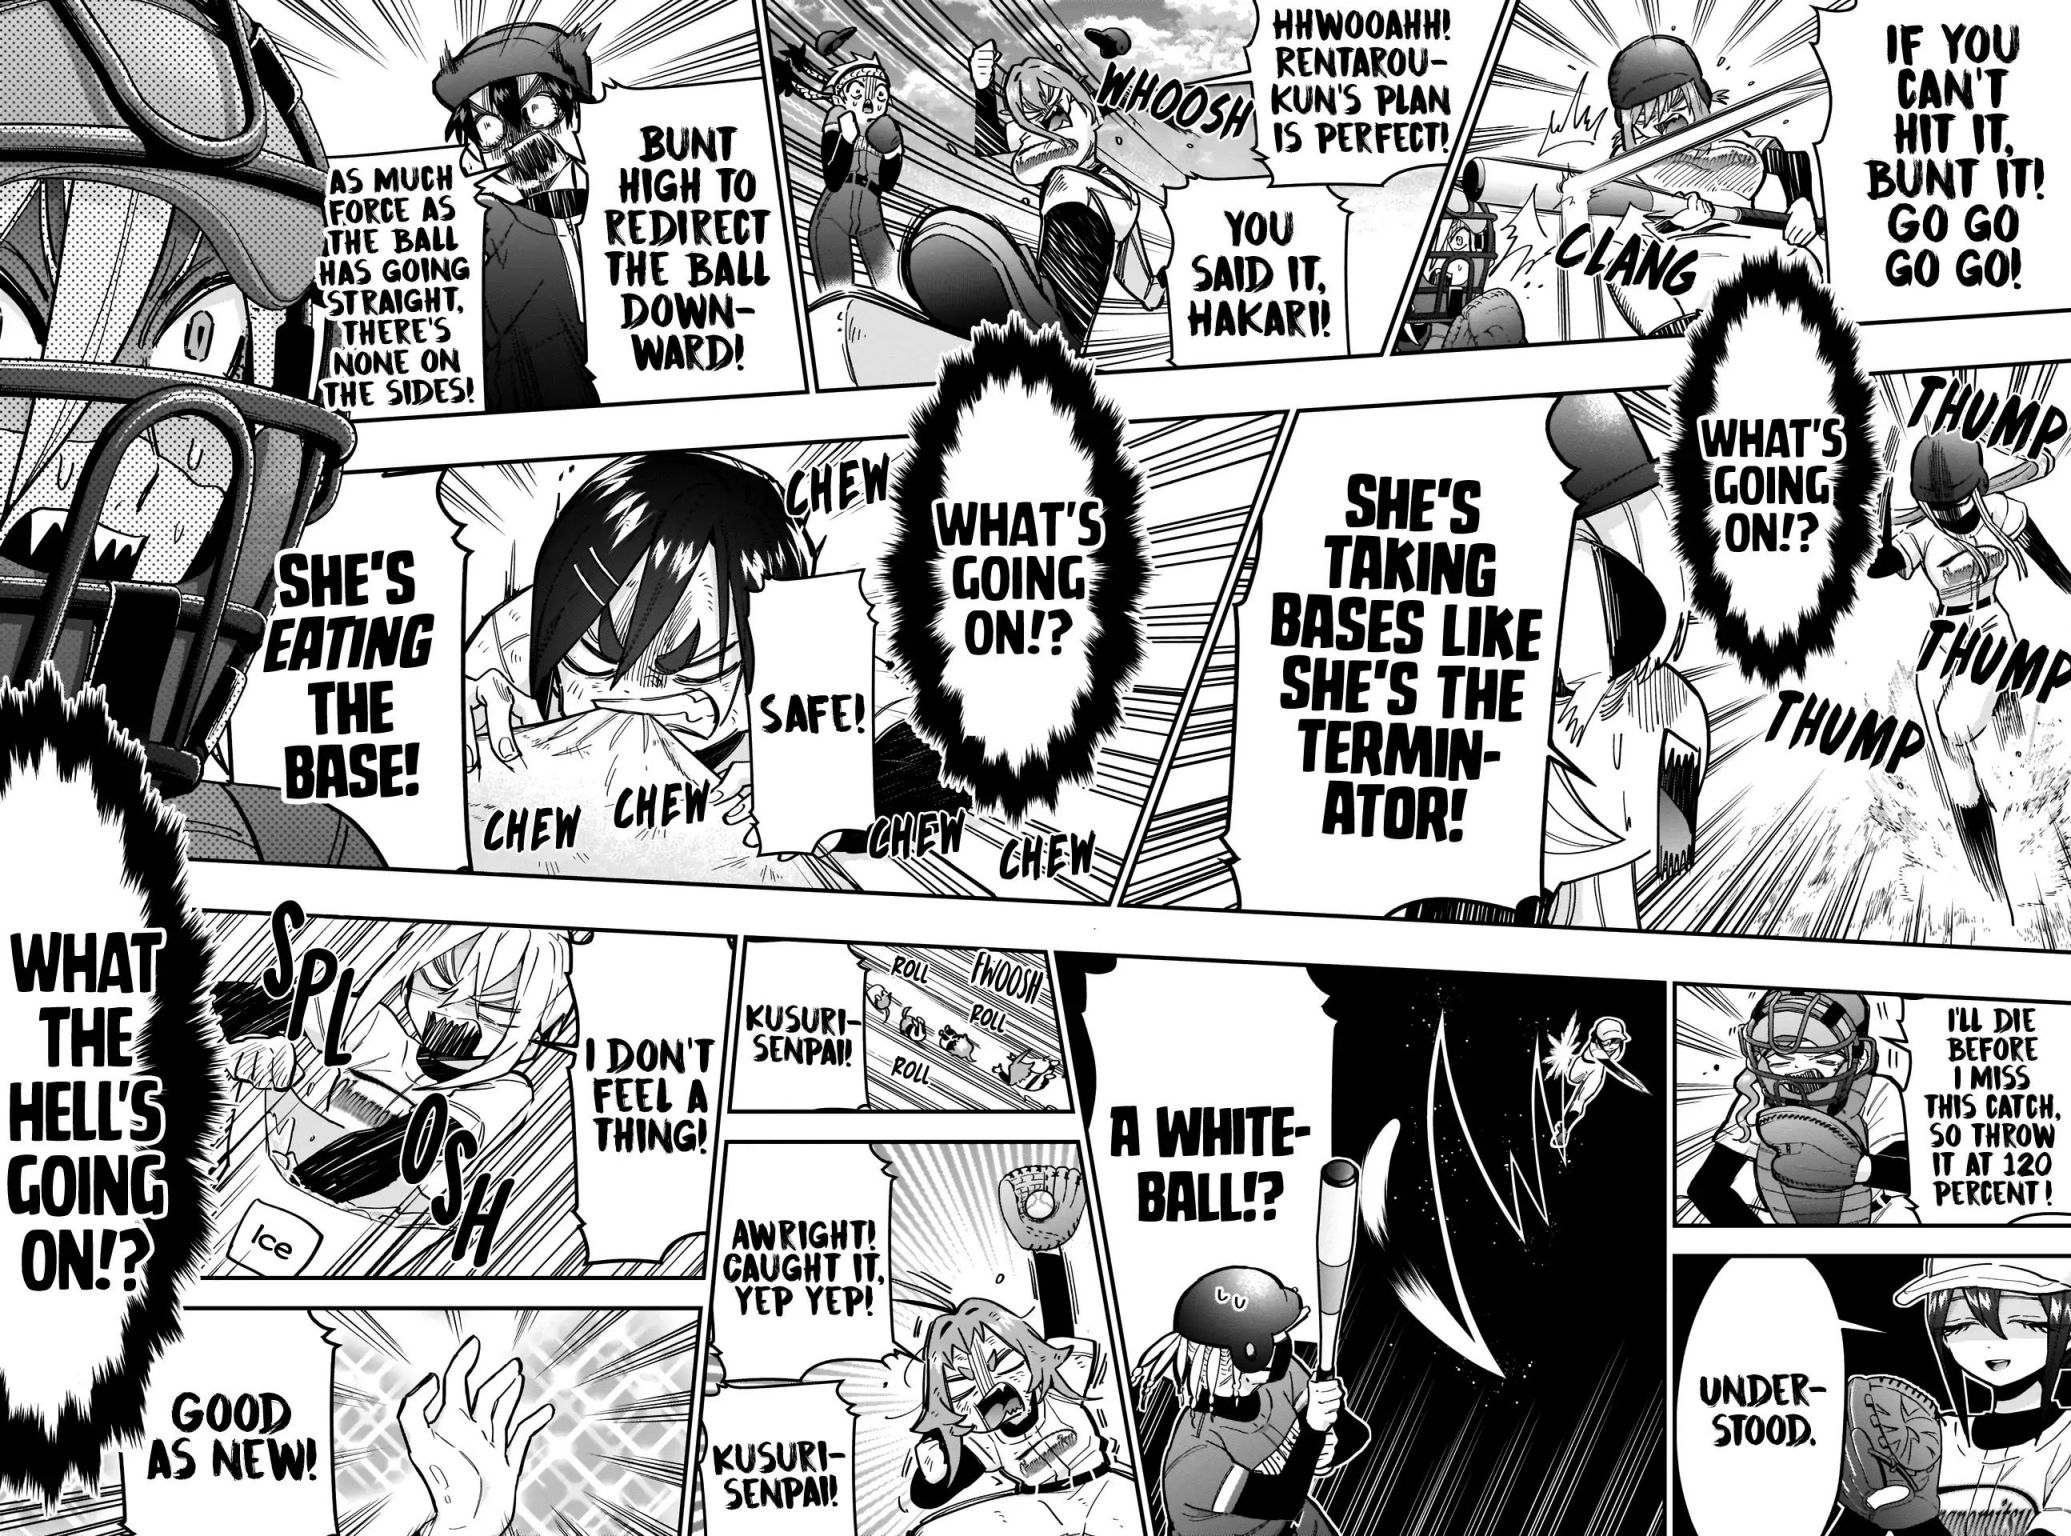 IF YOU
CAN'T
HIT IT,
BUNT IT!
GO GO
GO GO!
CLANG
HHWOOAHH!
RENTAROU-
KUN'S PLAN
IS PERFECT!
YOU
SAID IT,
HAKARI!
WHOOSH
BUNT
HIGH TO
REDIRECT
THE BALL
DOWN-
WARD!
AS MUCH
FORCE AS
THE BALL
HAS GOING
STRAIGHT,
THERE'S
NONE ON
THE SIDES!
THUMP
THUMP
THUMP
WHAT'S
GOING
ON!?
SHE'S
TAKING
BASES LIKE
SHE'S THE
TERMIN-
ATOR!
WHAT'S
GOING
ON!?
CHEW
SAFE!
CHEW
CHEW
CHEW
CHEW
SHE'S
EATING
THE
BASE!
I'LL DIE
BEFORE
I MISS
THIS CATCH,
SO THROW
IT AT 120
PERCENT!
UNDER-
STOOD.
A WHITE-
BALL!?
FWOOSH
ROLL
ROLL
ROLL
KUSURI-
SENPAI!
AWRIGHT!
CAUGHT IT,
YEP YEP!
KUSURI-
SENPAI!
I DON'T
FEEL A
THING!
SPL
OSH
Ice
GOOD
AS NEW!
WHAT
THE
HELL'S
GOING
ON!?